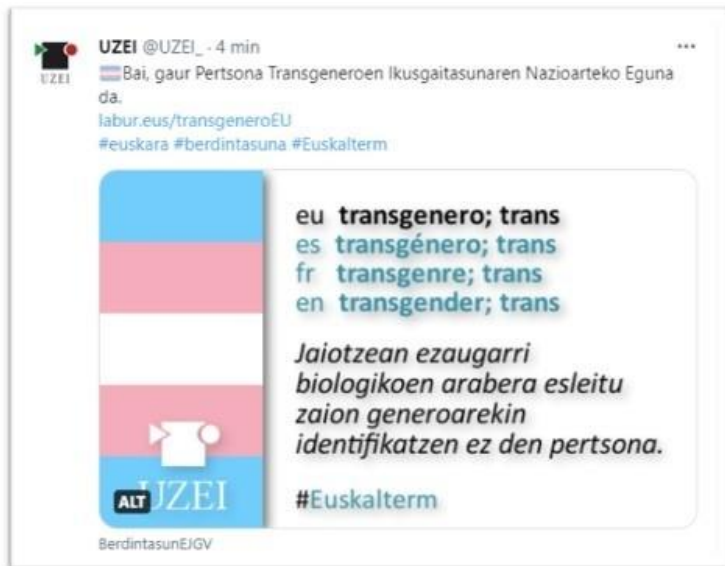 UZEI @UZEI_ · 4 min
Bai, gaur Pertsona Transgeneroen Ikusgaitasunaren Nazioarteko Eguna
da.
labur.eus/transgeneroEU
#euskara #berdintasuna #Euskalterm
UZEI
eu transgenero; trans
es transgénero; trans
fr transgenre; trans
en transgender; trans
Jaiotzean ezaugarri
biologikoen arabera esleitu
zaion generoarekin
identifikatzen ez den pertsona.
#Euskalterm
ALT UZEI
BerdintasunEJGV